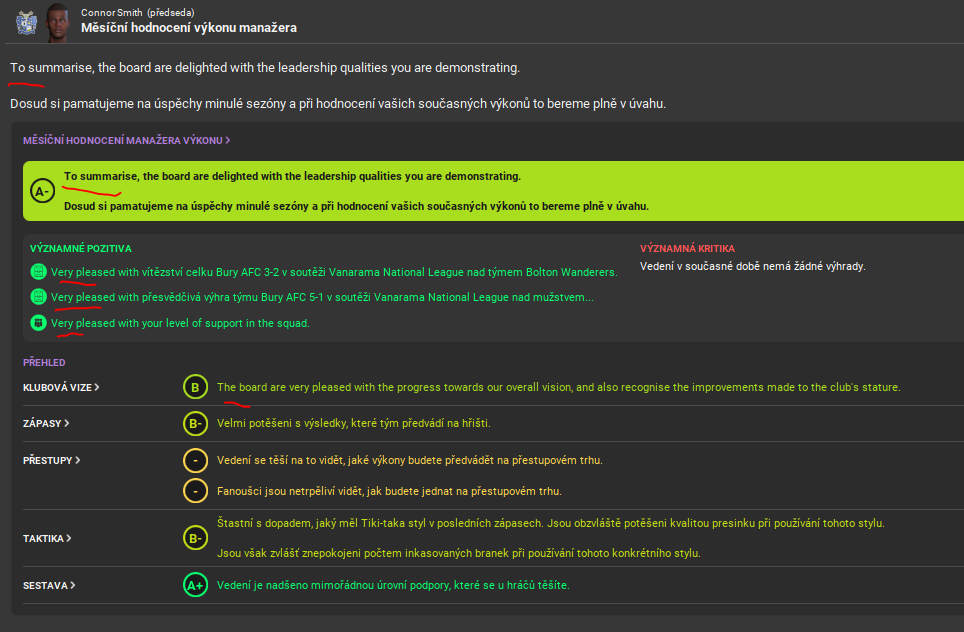 Connor Smith (předseda)
Měsíční hodnocení výkonu manažera
To summarise, the board are delighted with the leadership qualities you are demonstrating.
Dosud si pamatujeme na úspěchy minulé sezóny a při hodnocení vašich současných výkonů to bereme plně v úvahu.
MĚSÍČNÍ HODNOCENÍ MANAŽERA VÝKONU >
A-
To summarise, the board are delighted with the leadership qualities you are demonstrating.
Dosud si pamatujeme na úspěchy minulé sezóny a při hodnocení vašich současných výkonů to bereme plně v úvahu.
VÝZNAMNÉ POZITIVA
Very pleased with vítězství celku Bury AFC 3-2 v soutěži Vanarama National League nad týmem Bolton Wanderers.
Very pleased with přesvědčivá výhra týmu Bury AFC 5-1 v soutěži Vanarama National League nad mužstvem...
Very pleased with your level of support in the squad.
VÝZNAMNÁ KRITIKA
Vedení v současné době nemá žádné výhrady.
PŘEHLED
KLUBOVÁ VIZE > B The board are very pleased with the progress towards our overall vision, and also recognise the improvements made to the club's stature.
ZÁPASY > B- Velmi potěšeni s výsledky, které tým předvádí na hřišti.
PŘESTUPY > - Vedení se těší na to vidět, jaké výkony budete předvádět na přestupovém trhu.
- Fanoušci jsou netrpěliví vidět, jak budete jednat na přestupovém trhu.
TAKTIKA > B- Štastní s dopadem, jaký měl Tiki-taka styl v posledních zápasech. Jsou obzvláště potěšeni kvalitou presinku při používání tohoto stylu.
Jsou však zvlášť znepokojeni počtem inkasovaných branek při používání tohoto konkrétního stylu.
SESTAVA > A+ Vedení je nadšeno mimořádnou úrovní podpory, které se u hráčů těšíte.